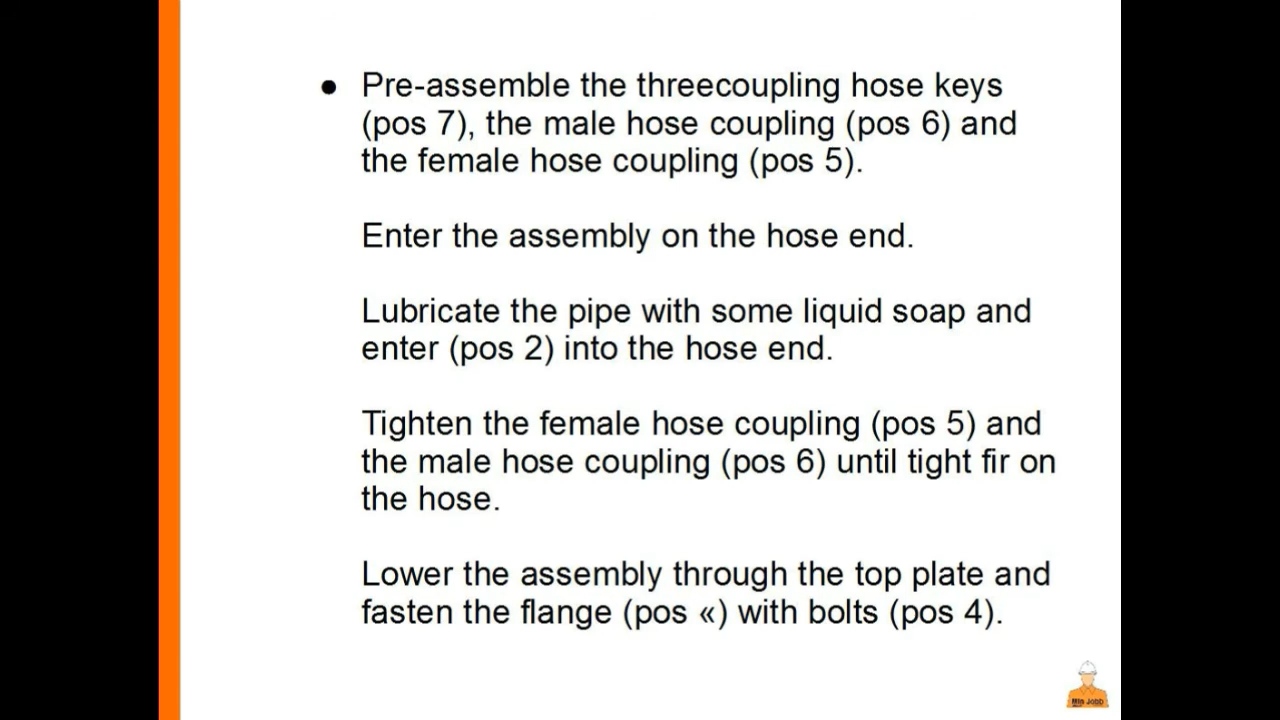 ● Pre-assemble the threecoupling hose keys
(pos 7), the male hose coupling (pos 6) and
the female hose coupling (pos 5).
Enter the assembly on the hose end.
Lubricate the pipe with some liquid soap and
enter (pos 2) into the hose end.
Tighten the female hose coupling (pos 5) and
the male hose coupling (pos 6) until tight fir on
the hose.
Lower the assembly through the top plate and
fasten the flange (pos «) with bolts (pos 4).
Min Jobb